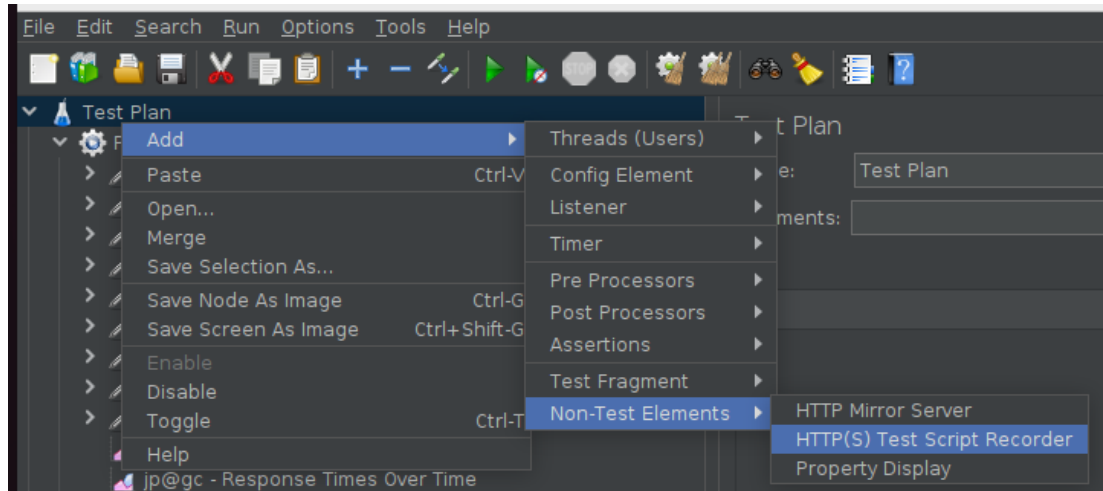 File Edit Search Run Options Tools Help
STOP
Test Plan
Add
Paste Ctrl-V
Open...
Merge
Save Selection As...
Save Node As Image Ctrl-G
Save Screen As Image Ctrl+Shift-G
Enable
Disable
Toggle Ctrl-T
Help
jp@gc - Response Times Over Time
Threads (Users)
Config Element
Listener
Timer
Pre Processors
Post Processors
Assertions
Test Fragment
Non-Test Elements
HTTP Mirror Server
HTTP(S) Test Script Recorder
Property Display
t Plan
e: Test Plan
ments: